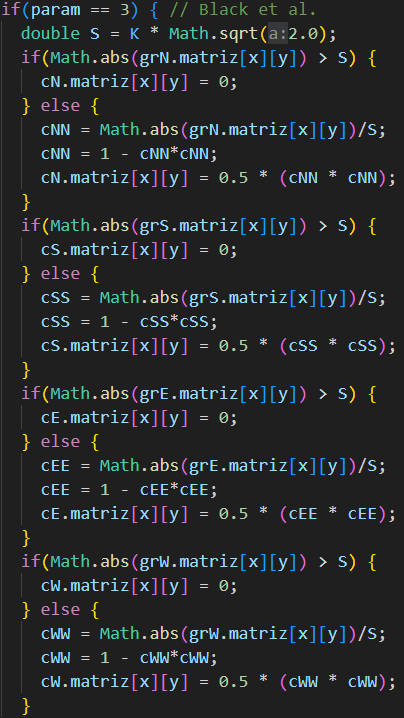 if(param == 3) { // Black et al.
double S = K * Math.sqrt(a:2.0);
if(Math.abs(grN.matriz[x][y]) > S) {
cN.matriz[x][y] = 0;
} else {
cNN = Math.abs(grN.matriz[x][y])/S;
cNN = 1 - cNN*cNN;
cN.matriz[x][y] = 0.5 * (cNN * cNN);
}
if(Math.abs(grS.matriz[x][y]) > S) {
cS.matriz[x][y] = 0;
} else {
cSS = Math.abs(grS.matriz[x][y])/S;
cSS = 1 - cSS*cSS;
cS.matriz[x][y] = 0.5 * (cSS * cSS);
}
if(Math.abs(grE.matriz[x][y]) > S) {
cE.matriz[x][y] = 0;
} else {
cEE = Math.abs(grE.matriz[x][y])/S;
cEE = 1 - cEE*cEE;
cE.matriz[x][y] = 0.5 * (cEE * cEE);
}
if(Math.abs(grW.matriz[x][y]) > S) {
cW.matriz[x][y] = 0;
} else {
cWW = Math.abs(grW.matriz[x][y])/S;
cWW = 1 - cWW*cWW;
cW.matriz[x][y] = 0.5 * (cWW * cWW);
}